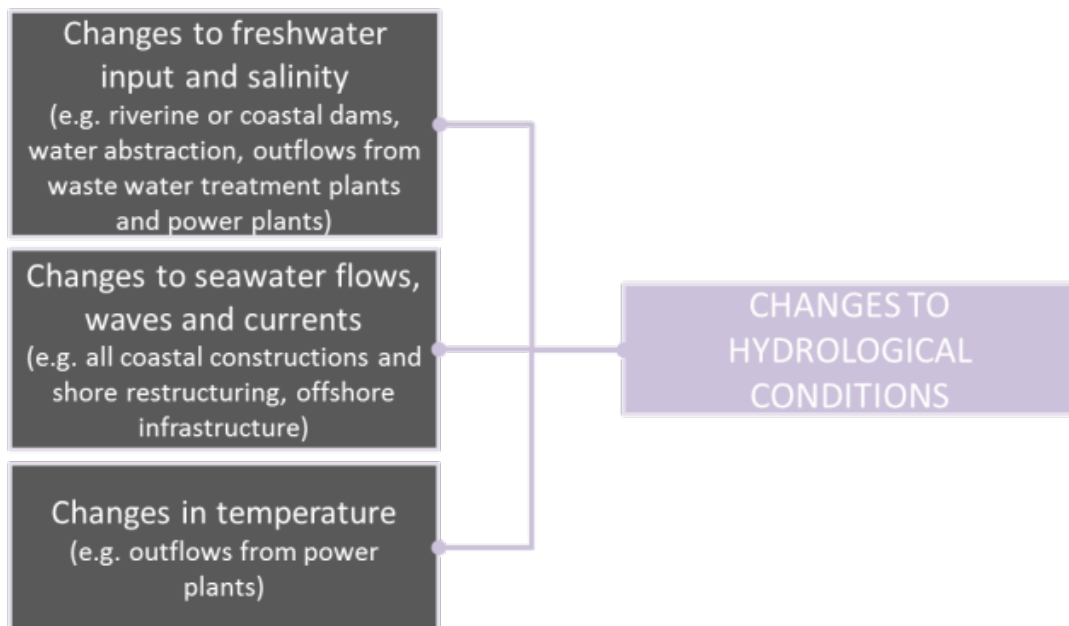 Changes to freshwater
input and salinity
(e.g. riverine or coastal dams,
water abstraction, outflows from
waste water treatment plants
and power plants)
Changes to seawater flows,
waves and currents
(e.g. all coastal constructions and
shore restructuring, offshore
infrastructure)
Changes in temperature
(e.g. outflows from power
plants)
CHANGES TO
HYDROLOGICAL
CONDITIONS